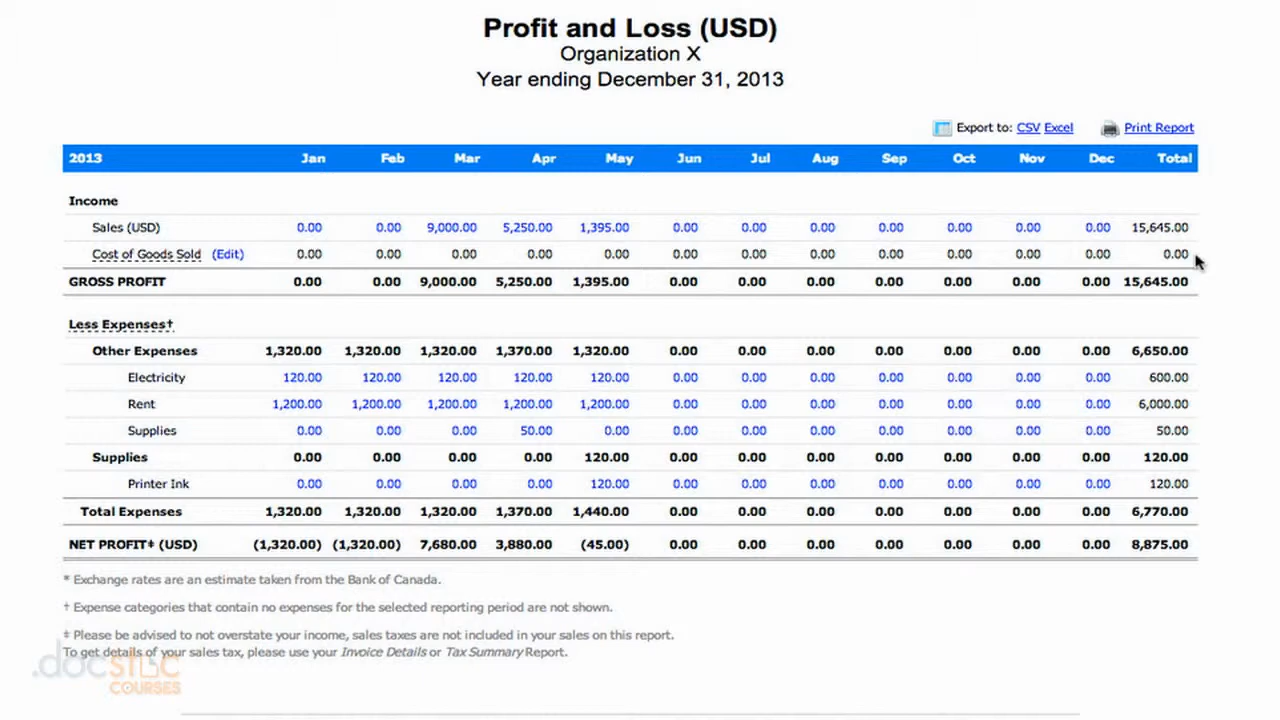 Profit and Loss (USD)
Organization X
Year ending December 31, 2013
Export to: CSV Excel Print Report
2013 Jan Feb Mar Apr May Jun Jul Aug Sep Oct Nov Dec Total
Income
Sales (USD) 0.00 0.00 9,000.00 5,250.00 1,395.00 0.00 0.00 0.00 0.00 0.00 0.00 0.00 15,645.00
Cost of Goods Sold (Edit) 0.00 0.00 0.00 0.00 0.00 0.00 0.00 0.00 0.00 0.00 0.00 0.00 0.00
GROSS PROFIT 0.00 0.00 9,000.00 5,250.00 1,395.00 0.00 0.00 0.00 0.00 0.00 0.00 0.00 15,645.00
Less Expenses†
Other Expenses 1,320.00 1,320.00 1,320.00 1,370.00 1,320.00 0.00 0.00 0.00 0.00 0.00 0.00 0.00 6,650.00
Electricity 120.00 120.00 120.00 120.00 120.00 0.00 0.00 0.00 0.00 0.00 0.00 0.00 600.00
Rent 1,200.00 1,200.00 1,200.00 1,200.00 1,200.00 0.00 0.00 0.00 0.00 0.00 0.00 0.00 6,000.00
Supplies 0.00 0.00 0.00 50.00 0.00 0.00 0.00 0.00 0.00 0.00 0.00 0.00 50.00
Supplies 0.00 0.00 0.00 0.00 120.00 0.00 0.00 0.00 0.00 0.00 0.00 0.00 120.00
Printer Ink 0.00 0.00 0.00 0.00 120.00 0.00 0.00 0.00 0.00 0.00 0.00 0.00 120.00
Total Expenses 1,320.00 1,320.00 1,320.00 1,370.00 1,440.00 0.00 0.00 0.00 0.00 0.00 0.00 0.00 6,770.00
NET PROFIT‡ (USD) (1,320.00) (1,320.00) 7,680.00 3,880.00 (45.00) 0.00 0.00 0.00 0.00 0.00 0.00 0.00 8,875.00
* Exchange rates are an estimate taken from the Bank of Canada.
† Expense categories that contain no expenses for the selected reporting period are not shown.
‡ Please be advised to not overstate your income, sales taxes are not included in your sales on this report.
To get details of your sales tax, please use your Invoice Details or Tax Summary Report.
.docstoc
COURSES